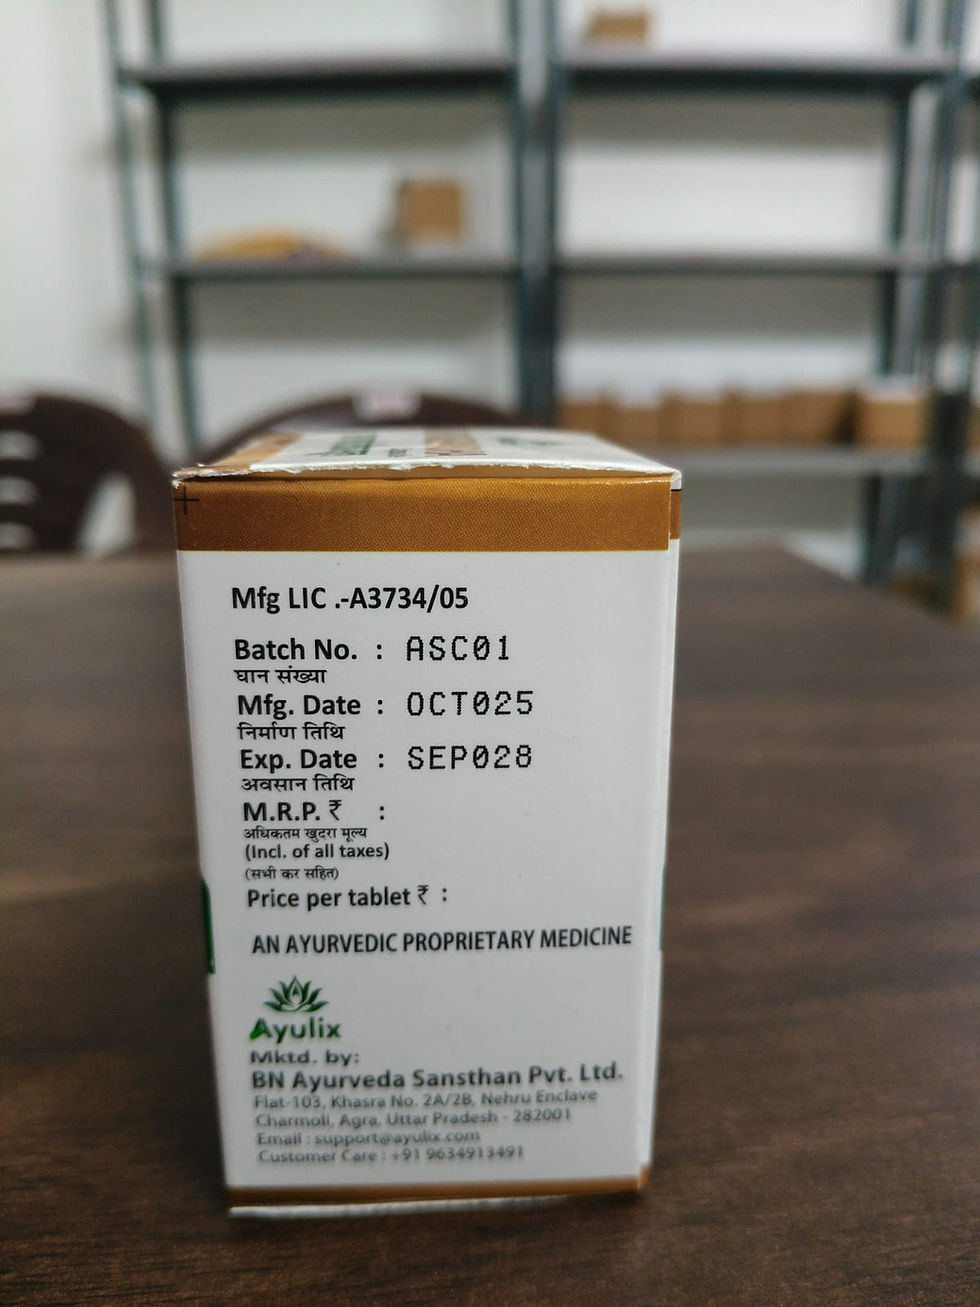 Mfg LIC .-A3734/05
Batch No. : ASC01
घान संख्या
Mfg. Date : OCT025
निर्माण तिथि
Exp. Date : SEP028
अवसान तिथि
M.R.P. ₹ :
अधिकतम खुदरा मूल्य
(Incl. of all taxes)
(सभी कर सहित)
Price per tablet ₹ :
AN AYURVEDIC PROPRIETARY MEDICINE
Ayulix
Mktd. by:
BN Ayurveda Sansthan Pvt. Ltd.
Flat-103, Khasra No. 2A/2B, Nehru Enclave
Charmoli, Agra, Uttar Pradesh - 282001
Email : support@ayulix.com
Customer Care : +91 9634913491